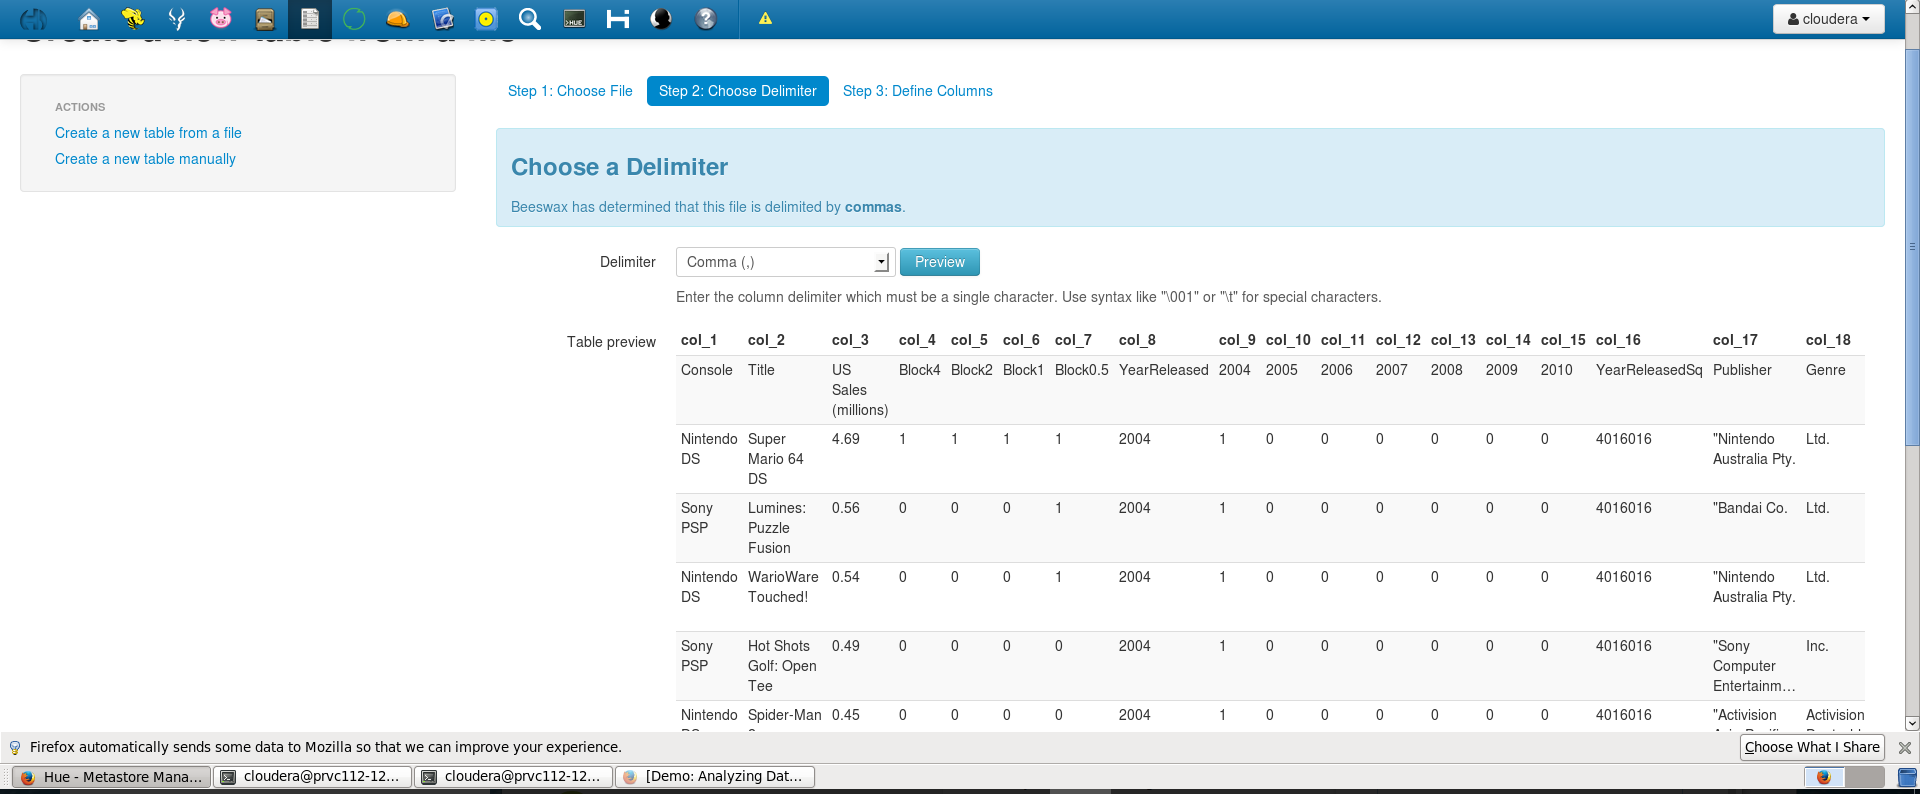 cloudera
Create a new table from a file
ACTIONS
Create a new table from a file
Create a new table manually
Step 1: Choose File
Step 2: Choose Delimiter
Step 3: Define Columns
Choose a Delimiter
Beeswax has determined that this file is delimited by commas.
Delimiter
Comma (,)
Preview
Enter the column delimiter which must be a single character. Use syntax like "\001" or "\t" for special characters.
Table preview
col_1 col_2 col_3 col_4 col_5 col_6 col_7 col_8 col_9 col_10 col_11 col_12 col_13 col_14 col_15 col_16 col_17 col_18
Console Title US Block4 Block2 Block1 Block0.5 YearReleased 2004 2005 2006 2007 2008 2009 2010 YearReleasedSq Publisher Genre
Sales
(millions)
Nintendo Super 4.69 1 1 1 1 2004 1 0 0 0 0 0 0 4016016 "Nintendo Ltd.
DS Mario 64 Australia Pty.
DS
Sony Lumines: 0.56 0 0 0 1 2004 1 0 0 0 0 0 0 4016016 "Bandai Co. Ltd.
PSP Puzzle
Fusion
Nintendo WarioWare 0.54 0 0 0 1 2004 1 0 0 0 0 0 0 4016016 "Nintendo Ltd.
DS Touched! Australia Pty.
Sony Hot Shots 0.49 0 0 0 0 2004 1 0 0 0 0 0 0 4016016 "Sony Inc.
PSP Golf: Open Computer
Tee Entertainm…
Nintendo Spider-Man 0.45 0 0 0 0 2004 1 0 0 0 0 0 0 4016016 "Activision Activision
Firefox automatically sends some data to Mozilla so that we can improve your experience.
Choose What I Share
Hue - Metastore Mana...
cloudera@prvc112-12...
cloudera@prvc112-12...
[Demo: Analyzing Dat...